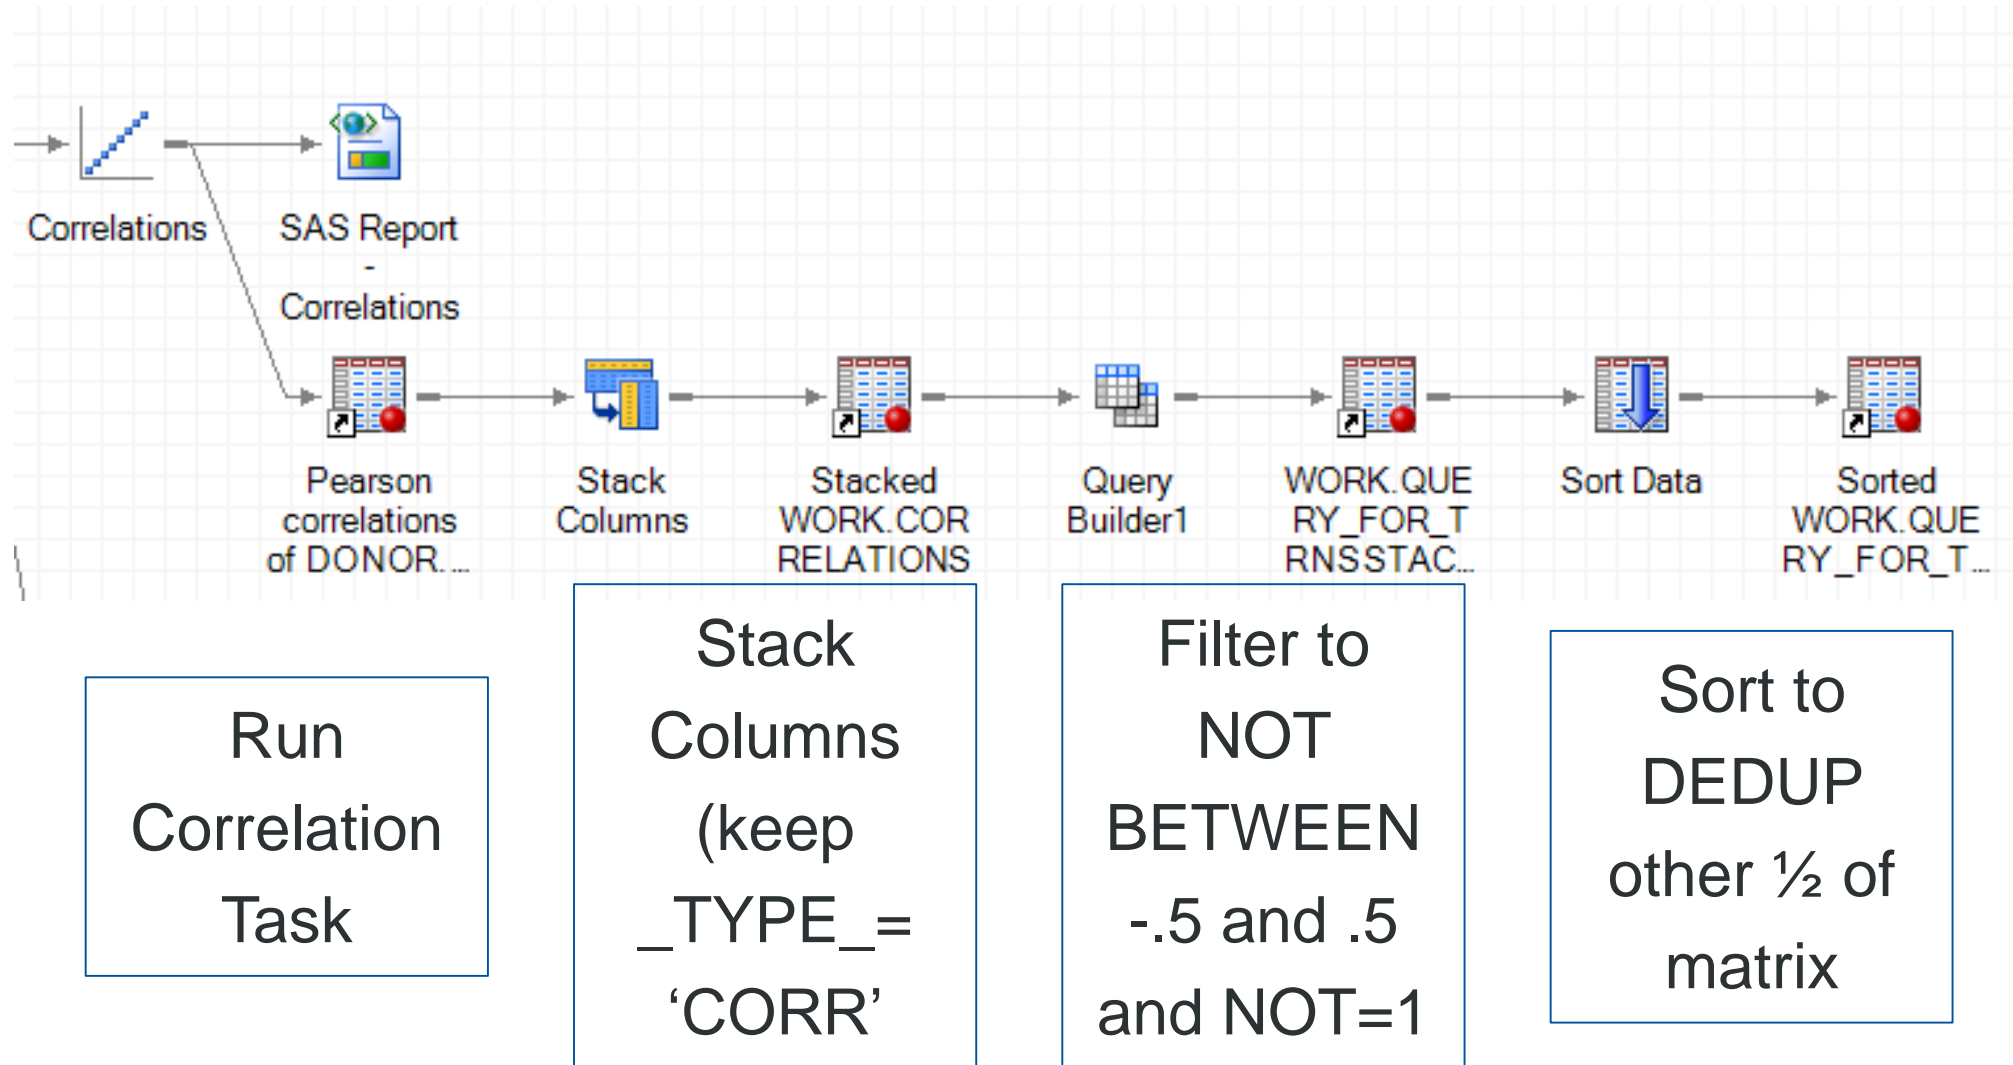 Correlations
SAS Report
-
Correlations
Pearson
correlations
of DONOR....
Stack
Columns
Stacked
WORK.COR
RELATIONS
Query
Builder1
WORK.QUE
RY_FOR_T
RNSSTAC...
Sort Data
Sorted
WORK.QUE
RY_FOR_T...
Run
Correlation
Task
Stack
Columns
(keep
_TYPE_=
‘CORR’
Filter to
NOT
BETWEEN
-.5 and .5
and NOT=1
Sort to
DEDUP
other ½ of
matrix